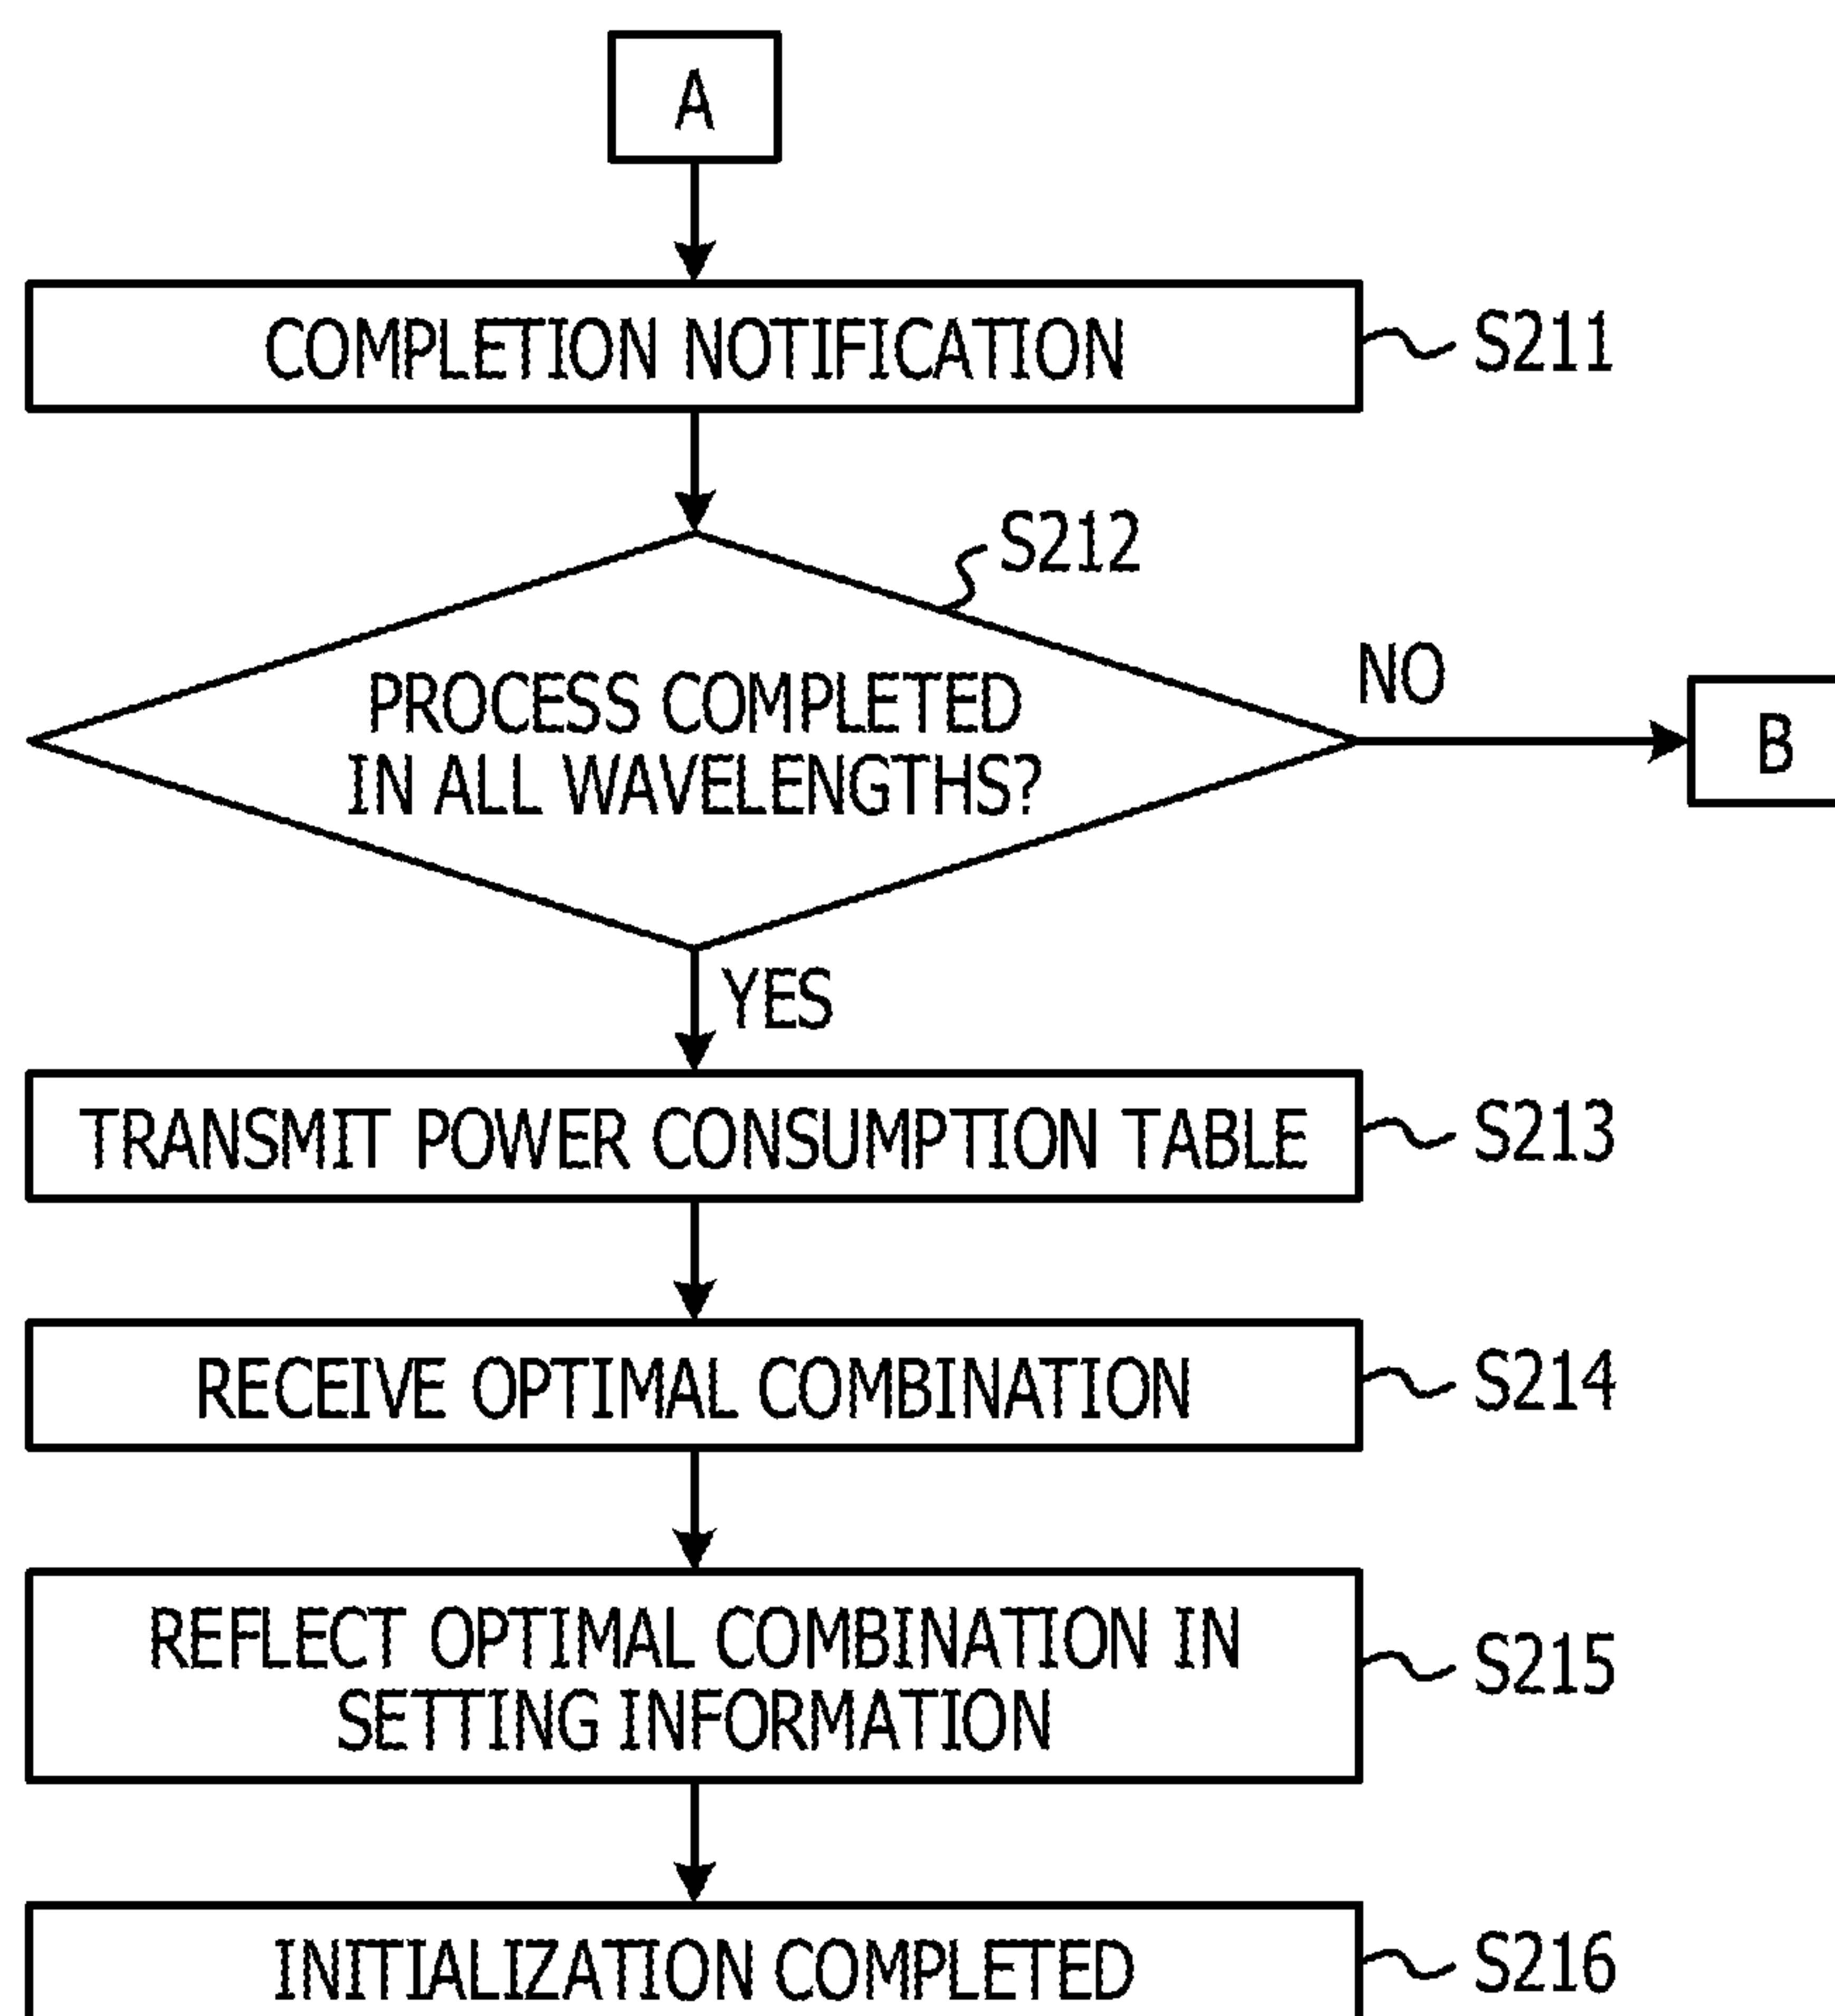 A
COMPLETION NOTIFICATION
S211
S212
PROCESS COMPLETED
IN ALL WAVELENGTHS?
NO
B
YES
TRANSMIT POWER CONSUMPTION TABLE
S213
RECEIVE OPTIMAL COMBINATION
S214
REFLECT OPTIMAL COMBINATION IN
SETTING INFORMATION
S215
INITIALIZATION COMPLETED
S216